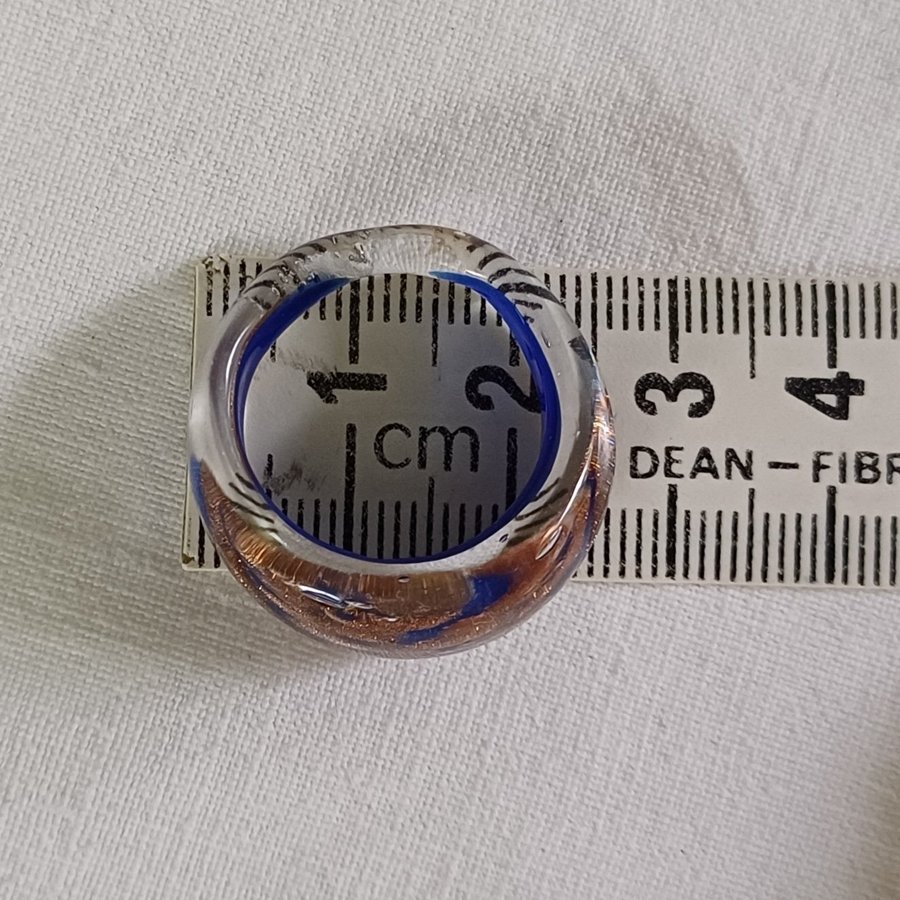 1 2 3 4
cm
DEAN – FIBR